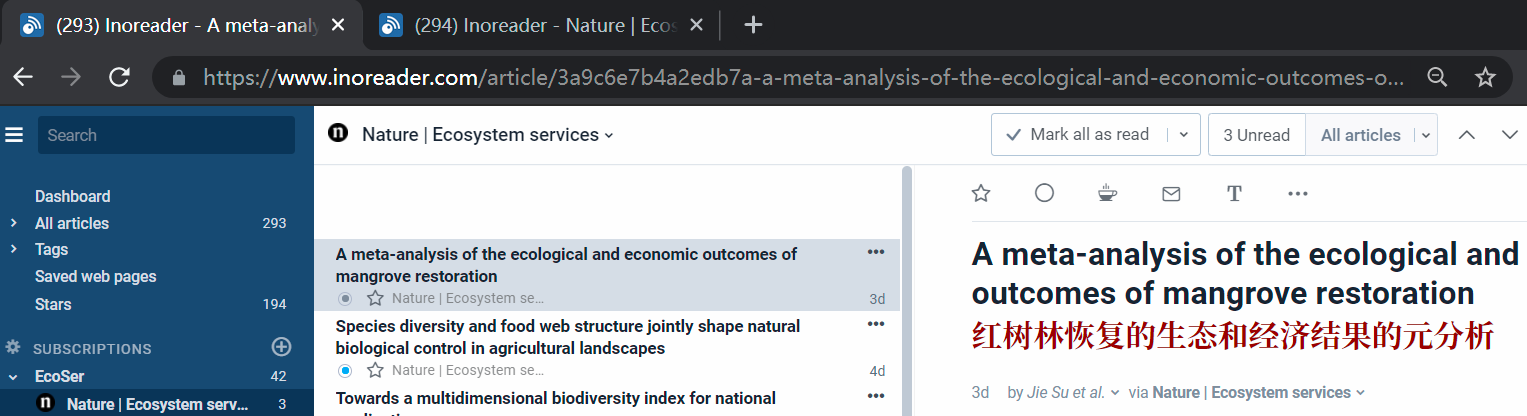 (293) Inoreader - A meta-analy
(294) Inoreader - Nature | Ecos
https://www.inoreader.com/article/3a9c6e7b4a2edb7a-a-meta-analysis-of-the-ecological-and-economic-outcomes-o...
Search
Nature | Ecosystem services
Mark all as read
3 Unread
All articles
Dashboard
All articles 293
Tags
Saved web pages
Stars 194
SUBSCRIPTIONS
EcoSer 42
n Nature | Ecosystem serv... 3
A meta-analysis of the ecological and economic outcomes of
mangrove restoration
Nature | Ecosystem se... 3d
Species diversity and food web structure jointly shape natural
biological control in agricultural landscapes
Nature | Ecosystem se... 4d
Towards a multidimensional biodiversity index for national
A meta-analysis of the ecological and
outcomes of mangrove restoration
红树林恢复的生态和经济结果的元分析
3d by Jie Su et al. via Nature | Ecosystem services